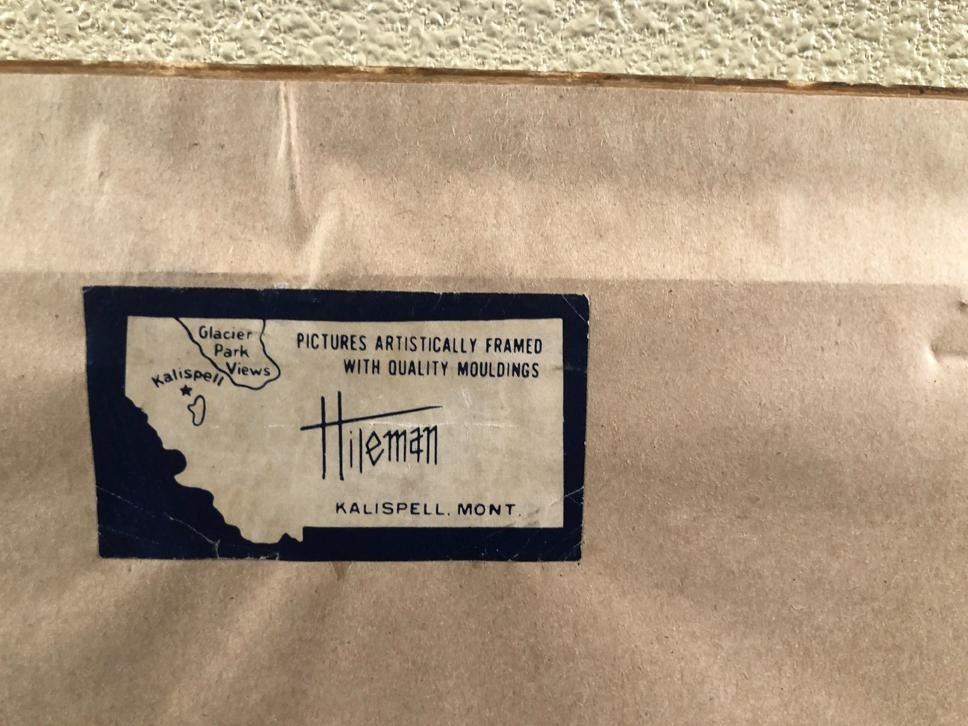 Glacier
Park
Views
Kalispell
PICTURES ARTISTICALLY FRAMED
WITH QUALITY MOULDINGS
Hileman
KALISPELL, MONT.